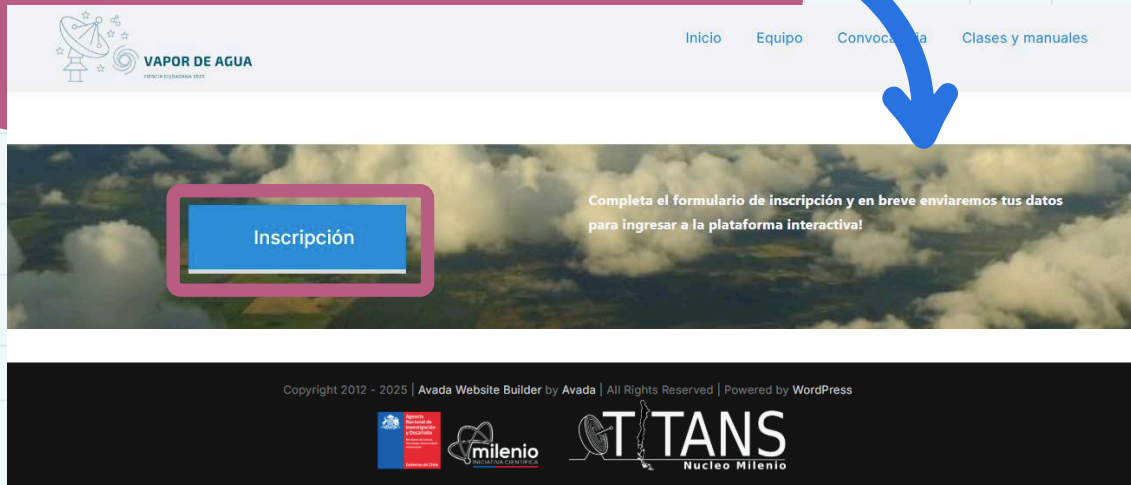 VAPOR DE AGUA
CIENCIA CIUDADANA 2025
Inicio Equipo Convocatoria Clases y manuales
Inscripción
Completa el formulario de inscripción y en breve enviaremos tus datos
para ingresar a la plataforma interactiva!
Copyright 2012 - 2025 | Avada Website Builder by Avada | All Rights Reserved | Powered by WordPress
Agencia
Nacional de
Investigación
y Desarrollo
Gobierno de Chile
milenio
INICIATIVA CIENTÍFICA
TITANS
Nucleo Milenio